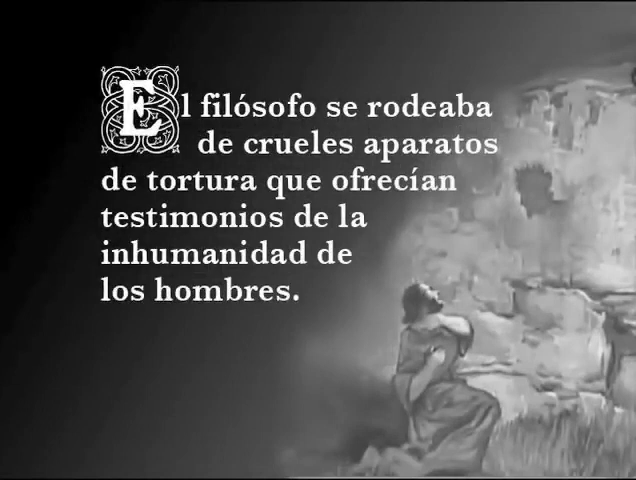 El filósofo se rodeaba
de crueles aparatos
de tortura que ofrecían
testimonios de la
inhumanidad de
los hombres.